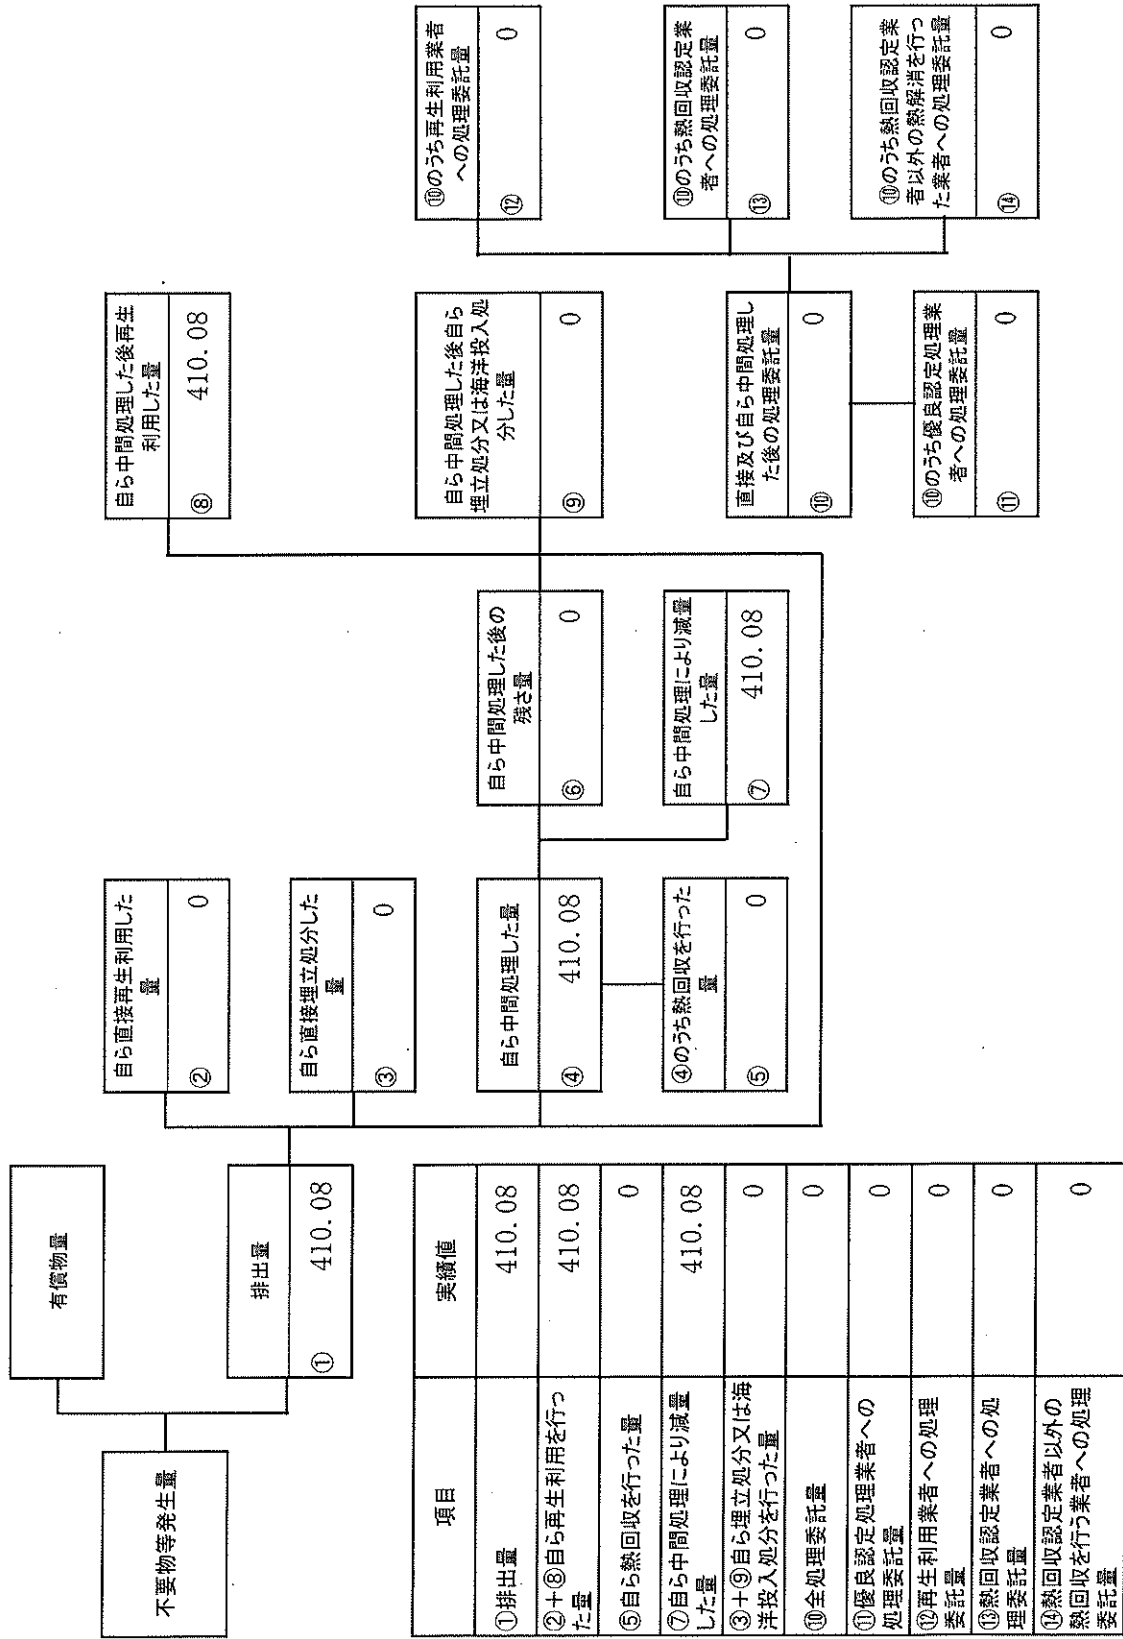 不要物等発生量
有償物量
排出量
① 410.08
自ら直接再生利用した
量
② 0
自ら直接埋立処分した
量
③ 0
自ら中間処理した量
④ 410.08
④のうち熱回収を行った
量
⑤ 0
自ら中間処理した後の
残さ量
⑥ 0
自ら中間処理により減量
した量
⑦ 410.08
自ら中間処理した後再生
利用した量
⑧ 410.08
自ら中間処理した後自ら
埋立処分又は海洋投入処
分した量
⑨ 0
直接及び自ら中間処理し
た後の処理委託量
⑩ 0
⑩のうち優良認定処理業
者への処理委託量
⑪ 0
⑩のうち再生利用業者
への処理委託量
⑫ 0
⑩のうち熱回収認定業
者への処理委託量
⑬ 0
⑩のうち熱回収認定業
者以外の熱解消を行っ
た業者への処理委託量
⑭ 0
項目 実績値
①排出量 410.08
②+⑧自ら再生利用を行っ
た量 410.08
⑤自ら熱回収を行った量 0
⑦自ら中間処理により減量
した量 410.08
③+⑨自ら埋立処分又は海
洋投入処分を行った量 0
⑩全処理委託量 0
⑪優良認定処理業者への
処理委託量 0
⑫再生利用業者への処理
委託量 0
⑬熱回収認定業者への処
理委託量 0
⑭熱回収認定業者以外の
熱回収を行う業者への処理
委託量 0